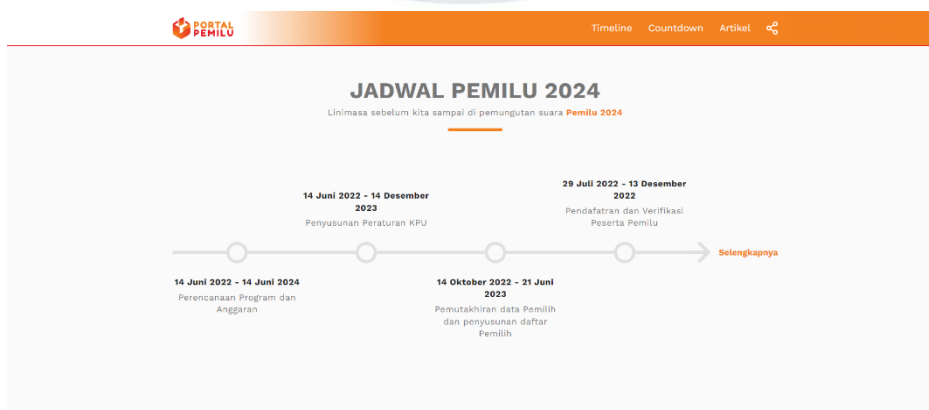 PORTAL
PEMILU
Timeline Countdown Artikel
JADWAL PEMILU 2024
Linimasa sebelum kita sampai di pemungutan suara Pemilu 2024
14 Juni 2022 - 14 Juni 2024
Perencanaan Program dan
Anggaran
14 Juni 2022 - 14 Desember
2023
Penyusunan Peraturan KPU
14 Oktober 2022 - 21 Juni
2023
Pemutakhiran data Pemilih
dan penyusunan daftar
Pemilih
29 Juli 2022 - 13 Desember
2022
Pendafatran dan Verifikasi
Peserta Pemilu
Selengkapnya